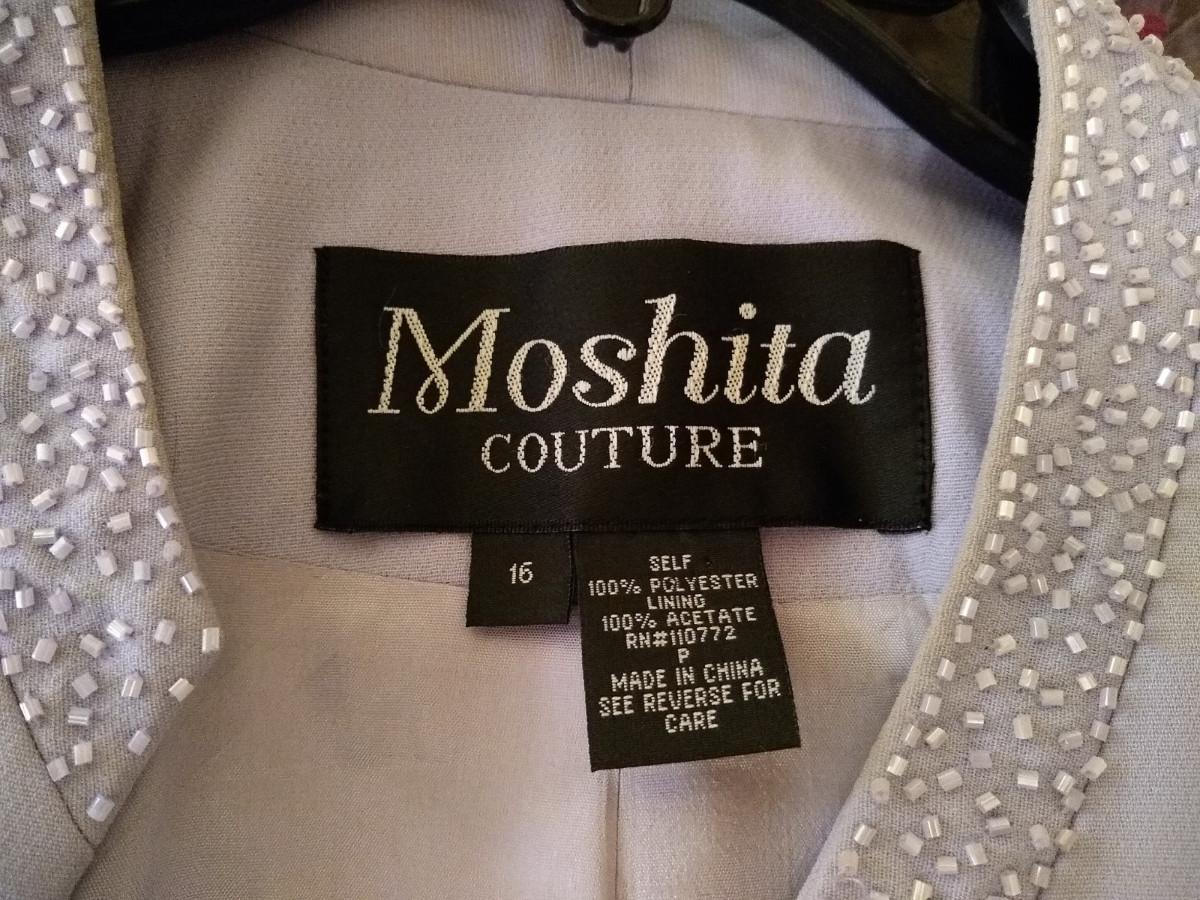 Moshita
COUTURE
16
SELF
100% POLYESTER
LINING
100% ACETATE
RN#110772
P
MADE IN CHINA
SEE REVERSE FOR
CARE